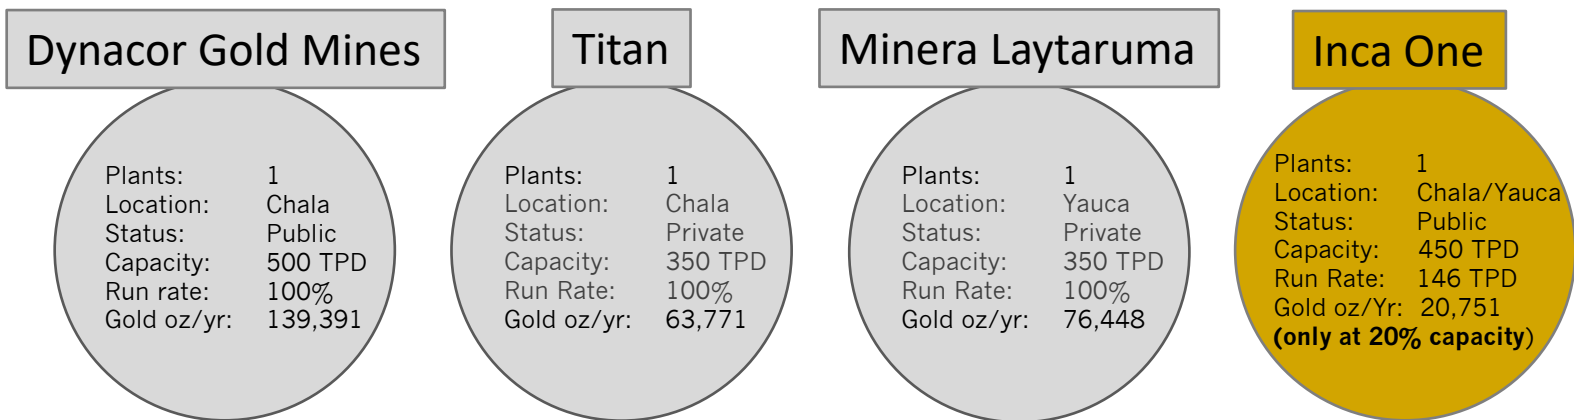 Dynacor Gold Mines
Plants: 1
Location: Chala
Status: Public
Capacity: 500 TPD
Run rate: 100%
Gold oz/yr: 139,391
Titan
Plants: 1
Location: Chala
Status: Private
Capacity: 350 TPD
Run Rate: 100%
Gold oz/yr: 63,771
Minera Laytaruma
Plants: 1
Location: Yauca
Status: Private
Capacity: 350 TPD
Run Rate: 100%
Gold oz/yr: 76,448
Inca One
Plants: 1
Location: Chala/Yauca
Status: Public
Capacity: 450 TPD
Run Rate: 146 TPD
Gold oz/Yr: 20,751
(only at 20% capacity)